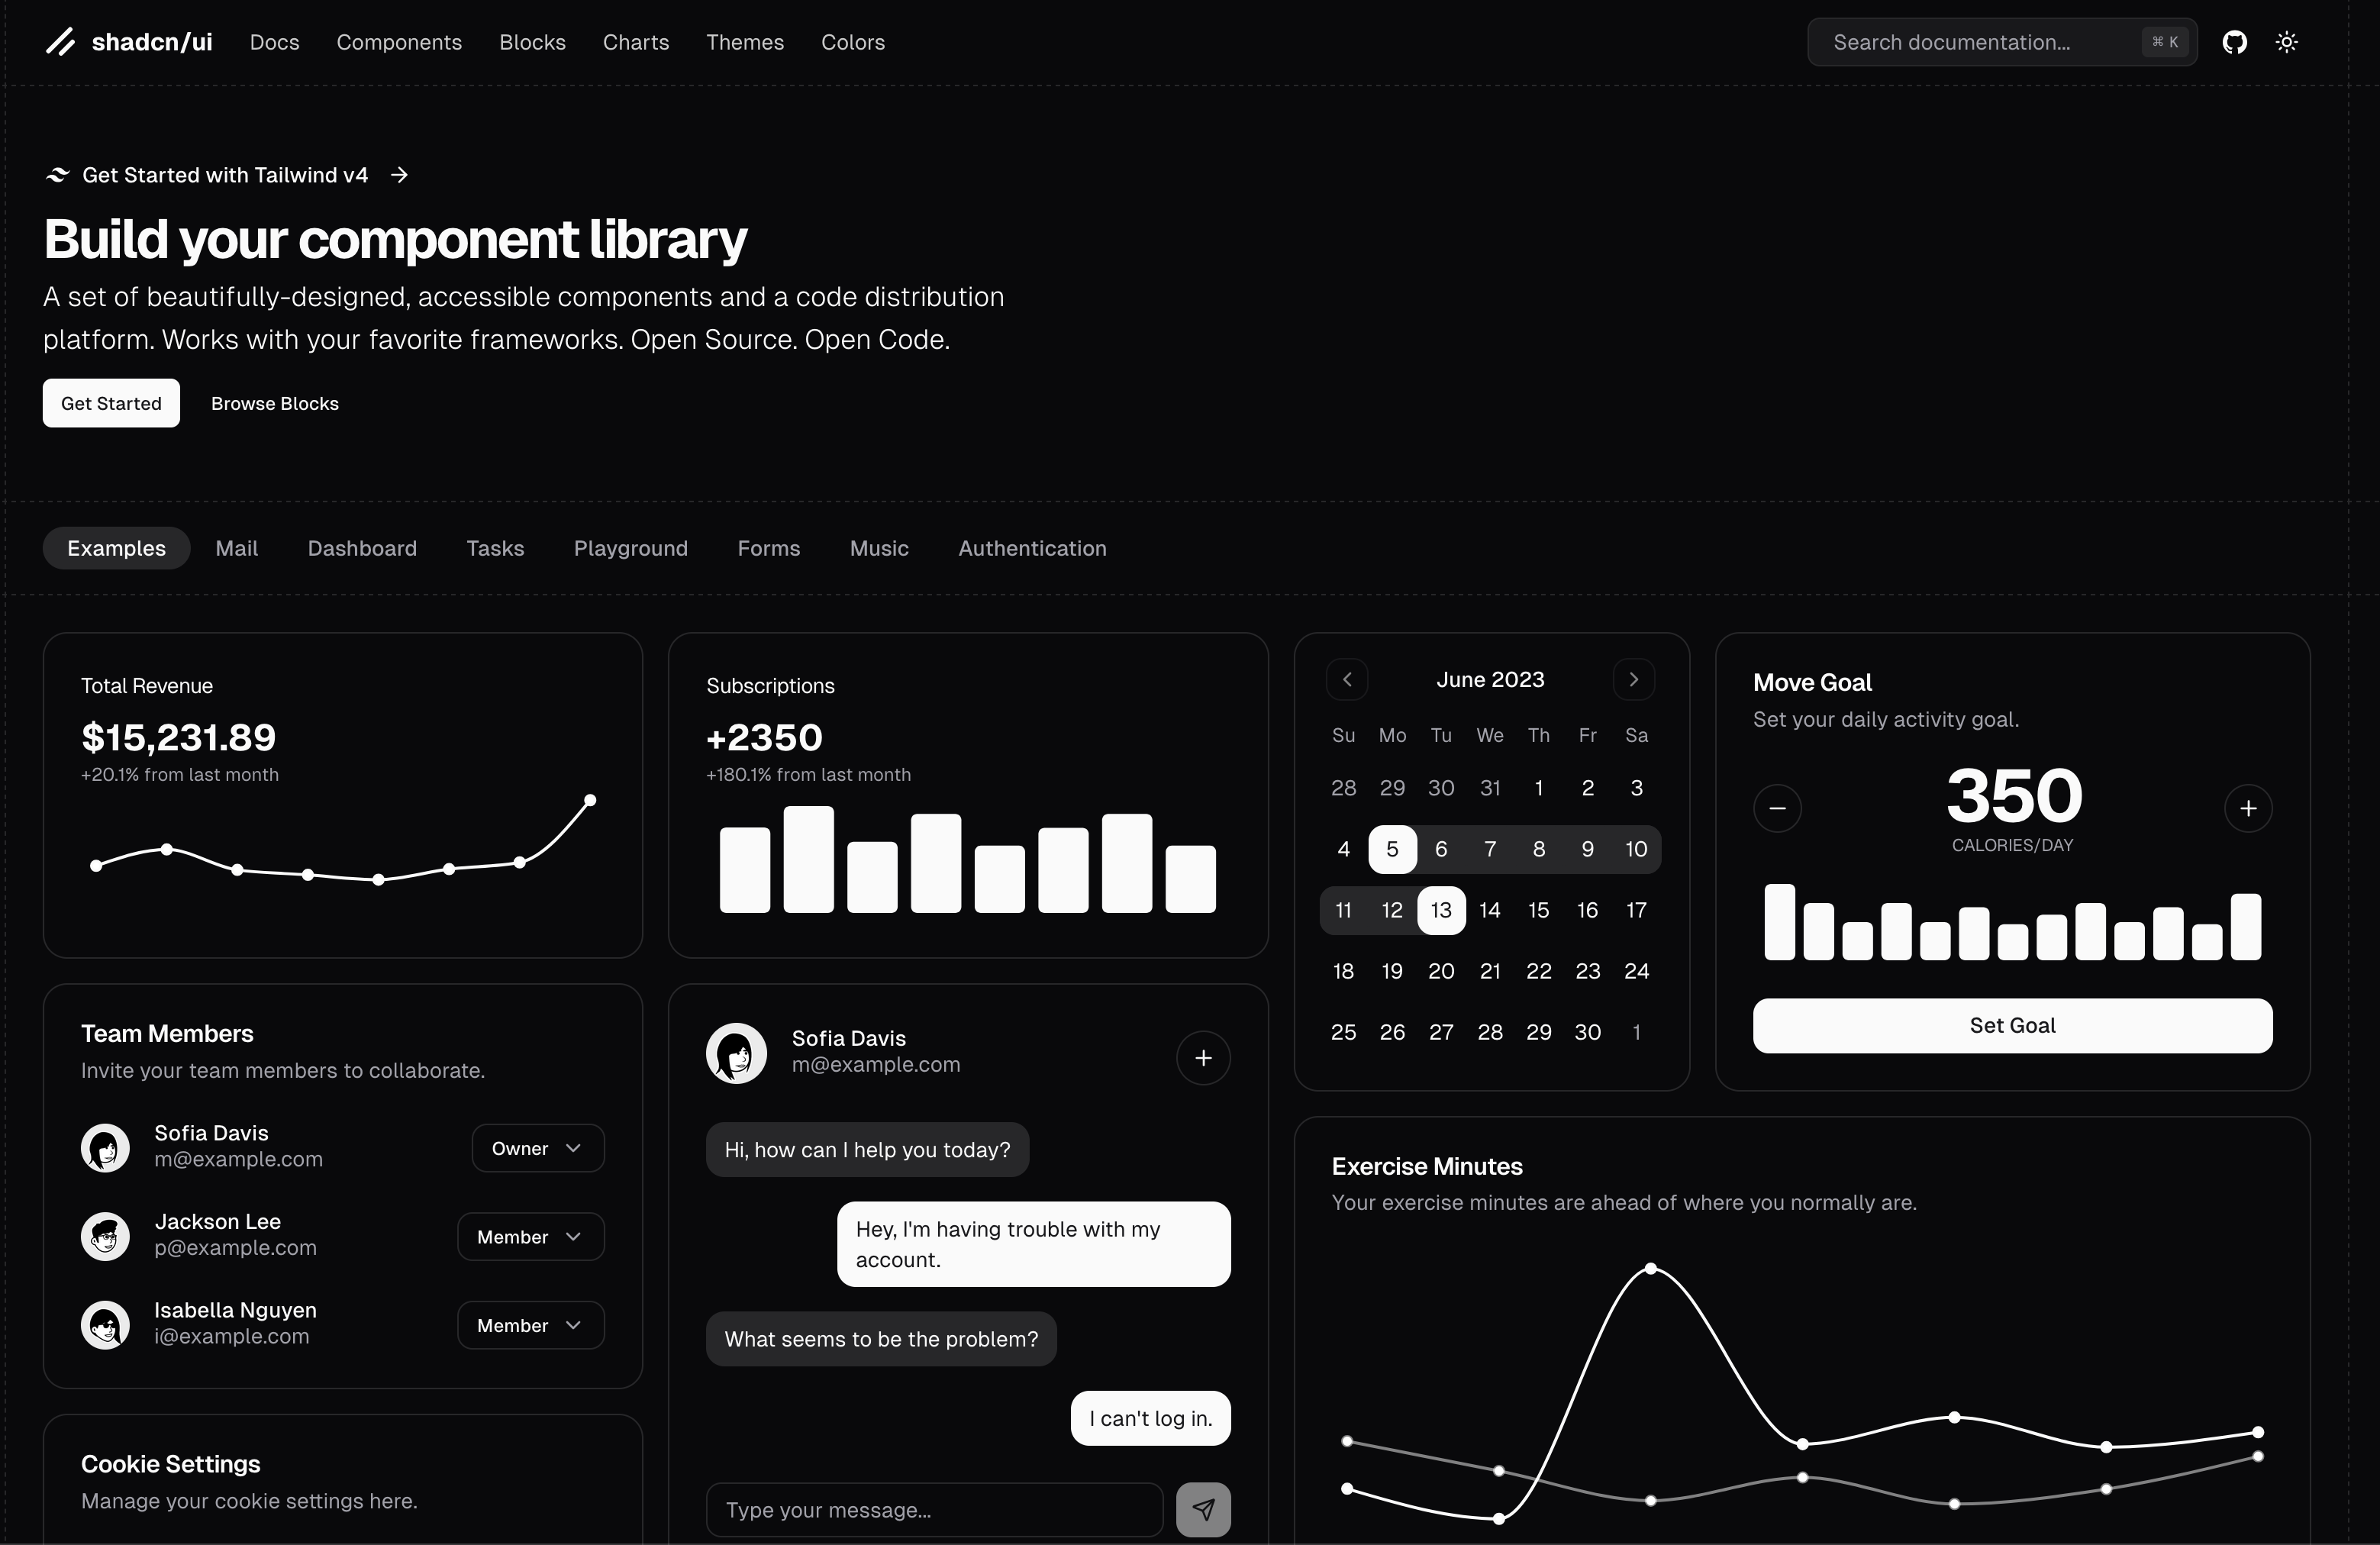 shadcn/ui Docs Components Blocks Charts Themes Colors Search documentation... ⌘ K
Get Started with Tailwind v4
Build your component library
A set of beautifully-designed, accessible components and a code distribution
platform. Works with your favorite frameworks. Open Source. Open Code.
Get Started Browse Blocks
Examples Mail Dashboard Tasks Playground Forms Music Authentication
Total Revenue
$15,231.89
+20.1% from last month
Subscriptions
+2350
+180.1% from last month
June 2023
Su Mo Tu We Th Fr Sa
28 29 30 31 1 2 3
4 5 6 7 8 9 10
11 12 13 14 15 16 17
18 19 20 21 22 23 24
25 26 27 28 29 30 1
Move Goal
Set your daily activity goal.
350
CALORIES/DAY
Set Goal
Team Members
Invite your team members to collaborate.
Sofia Davis
m@example.com
Owner
Jackson Lee
p@example.com
Member
Isabella Nguyen
i@example.com
Member
Cookie Settings
Manage your cookie settings here.
Sofia Davis
m@example.com
Hi, how can I help you today?
Hey, I'm having trouble with my
account.
What seems to be the problem?
I can't log in.
Type your message...
Exercise Minutes
Your exercise minutes are ahead of where you normally are.